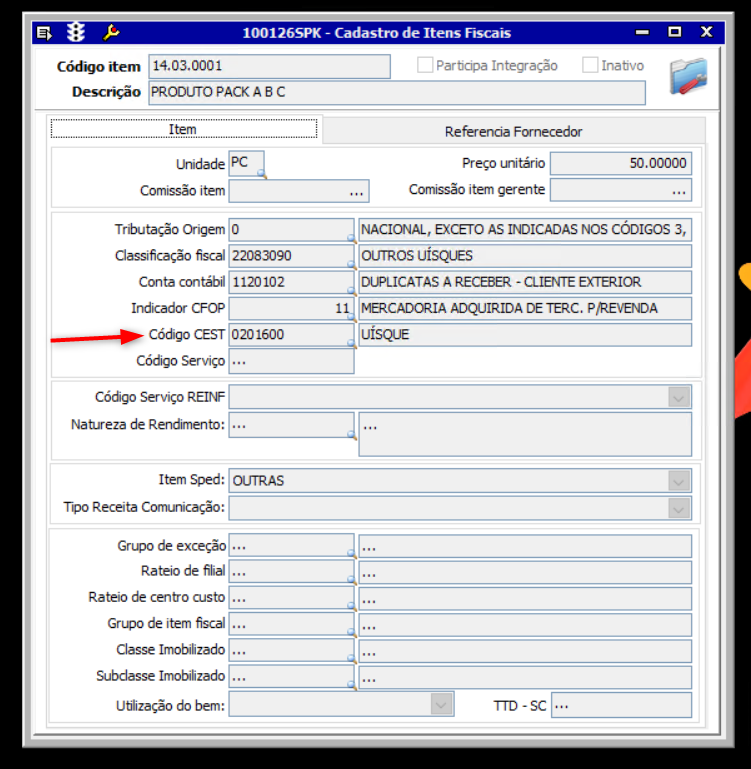 100126SPK - Cadastro de Itens Fiscais
Código item 14.03.0001 Participa Integração Inativo
Descrição PRODUTO PACK A B C
Item Referencia Fornecedor
Unidade PC Preço unitário 50.00000
Comissão item ... Comissão item gerente ...
Tributação Origem 0 NACIONAL, EXCETO AS INDICADAS NOS CÓDIGOS 3,
Classificação fiscal 22083090 OUTROS UÍSQUES
Conta contábil 1120102 DUPLICATAS A RECEBER - CLIENTE EXTERIOR
Indicador CFOP 11 MERCADORIA ADQUIRIDA DE TERC. P/REVENDA
Código CEST 0201600 UÍSQUE
Código Serviço ...
Código Serviço REINF
Natureza de Rendimento: ... ...
Item Sped: OUTRAS
Tipo Receita Comunicação:
Grupo de exceção ... ...
Rateio de filial ... ...
Rateio de centro custo ... ...
Grupo de item fiscal ... ...
Classe Imobilizado ... ...
Subclasse Imobilizado ... ...
Utilização do bem: TTD - SC ...